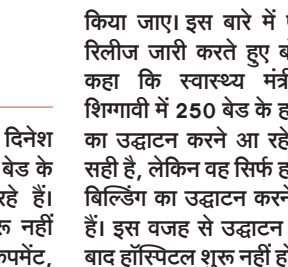 दिनेश
बेड के
रहे हैं।
नहीं
किया जाए। इस बारे में
रिलीज जारी करते हुए
कहा कि स्वास्थ्य
शिग्गावी में 250 बेड के
का उद्घाटन करने आ रहे
सही है, लेकिन वह सिर्फ
बिल्डिंग का उद्घाटन करने
हैं। इस वजह से उद्घाटन
बाद हॉस्पिटल शुरू नहीं